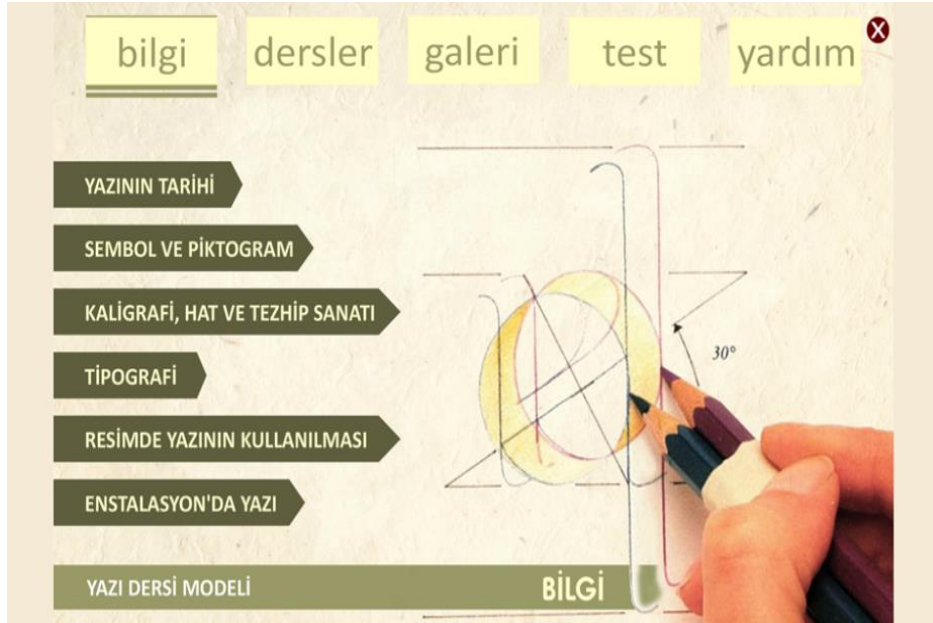 bilgi dersler galeri test yardım X
YAZININ TARİHİ
SEMBOL VE PİKTOGRAM
KALİGRAFİ, HAT VE TEZHİP SANATI
TİPOGRAFİ
30°
RESİMDE YAZININ KULLANILMASI
ENSTALASYON'DA YAZI
YAZI DERSİ MODELİ BİLGİ